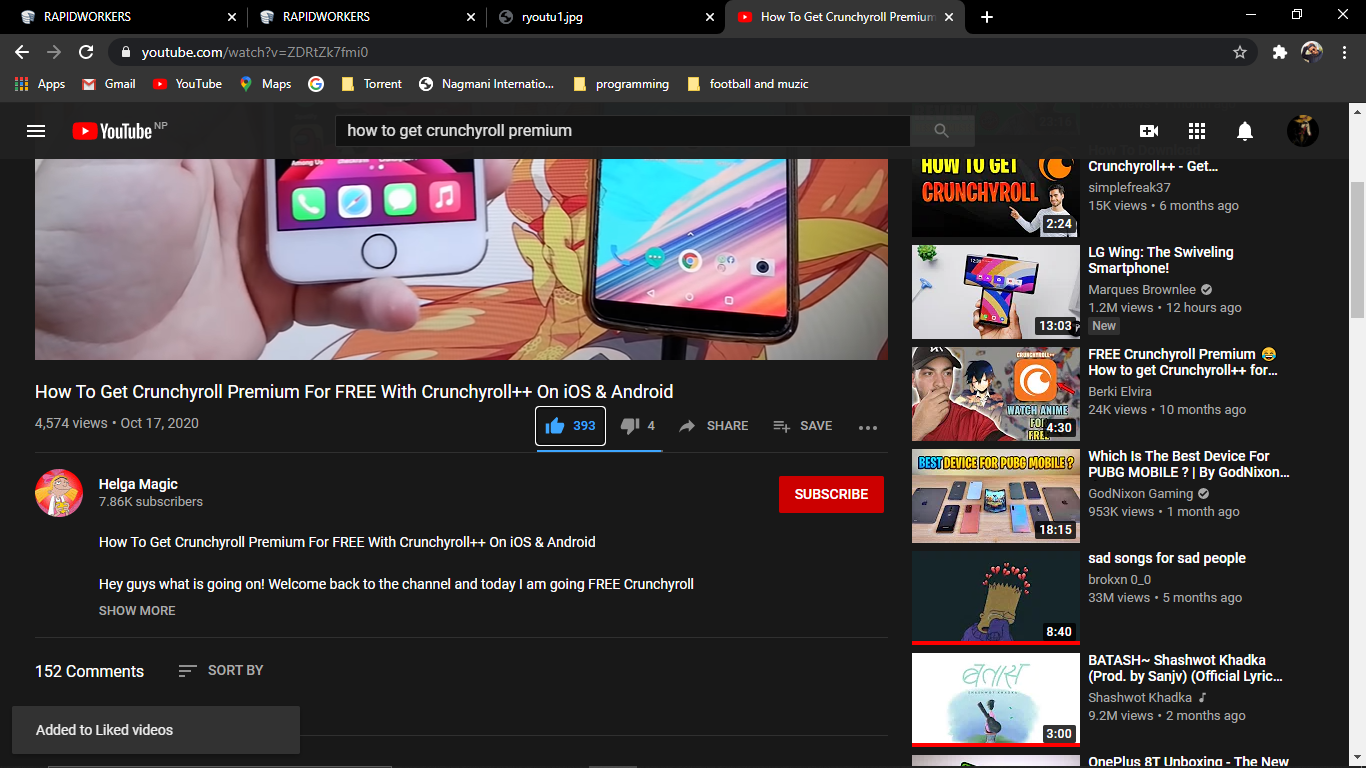 RAPIDWORKERS
RAPIDWORKERS
ryoutu1.jpg
How To Get Crunchyroll Premium
youtube.com/watch?v=ZDRtZk7fmi0
Apps
Gmail
YouTube
Maps
Torrent
Nagmani Internatio...
programming
football and muzic
YouTube NP
how to get crunchyroll premium
How To Get Crunchyroll Premium For FREE With Crunchyroll++ On iOS & Android
4,574 views • Oct 17, 2020
393
4
SHARE
SAVE
Helga Magic
7.86K subscribers
SUBSCRIBE
How To Get Crunchyroll Premium For FREE With Crunchyroll++ On iOS & Android
Hey guys what is going on! Welcome back to the channel and today I am going FREE Crunchyroll
SHOW MORE
152 Comments
SORT BY
Added to Liked videos
HOW TO GET
CRUNCHYROLL
2:24
Crunchyroll++ - Get...
simplefreak37
15K views • 6 months ago
13:03
LG Wing: The Swiveling
Smartphone!
Marques Brownlee
1.2M views • 12 hours ago
New
CRUNCHYROLL++
WATCH ANIME
FOR
FREE
4:30
FREE Crunchyroll Premium 😂
How to get Crunchyroll++ for...
Berki Elvira
24K views • 10 months ago
BEST DEVICE FOR PUBG MOBILE ?
18:15
Which Is The Best Device For
PUBG MOBILE ? | By GodNixon...
GodNixon Gaming
953K views • 1 month ago
8:40
sad songs for sad people
brokxn 0_0
33M views • 5 months ago
बतास
SHASHWOT KHADKA
3:00
BATASH~ Shashwot Khadka
(Prod. by Sanjv) (Official Lyric...
Shashwot Khadka
9.2M views • 2 months ago
OnePlus 8T Unboxing - The New